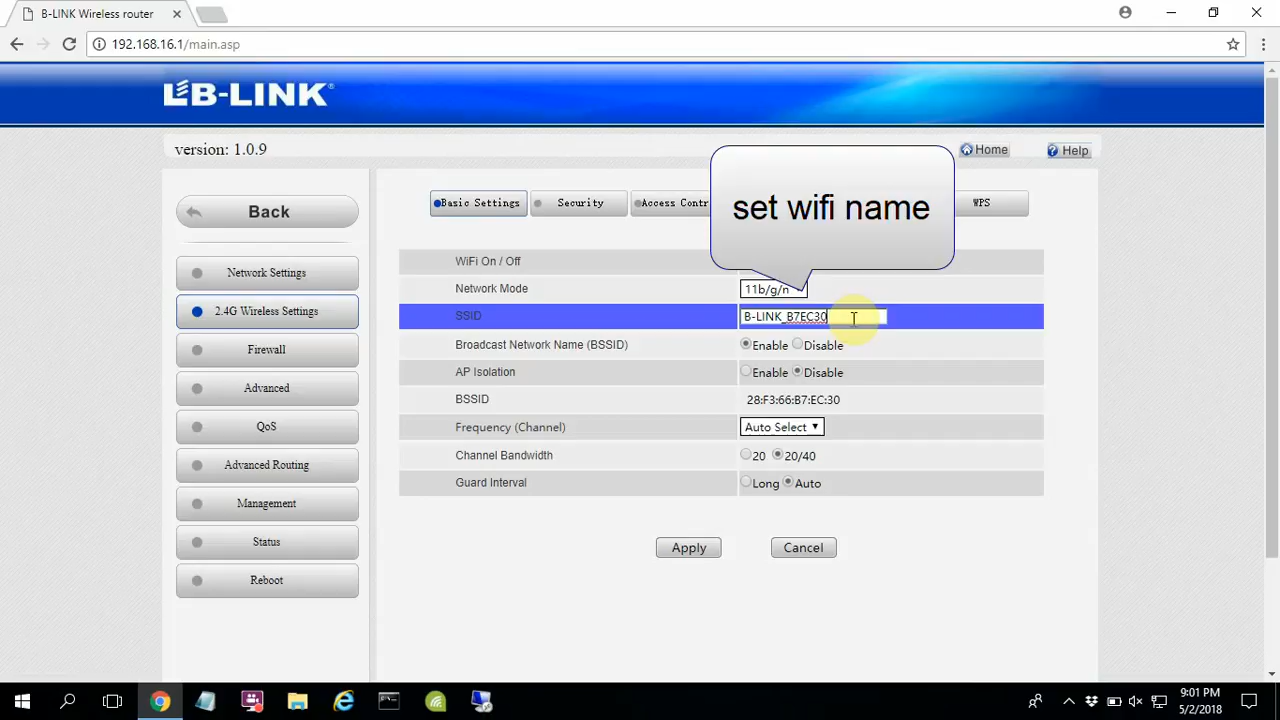 B-LINK Wireless router
192.168.16.1/main.asp
LB-LINK®
version: 1.0.9
Home
Help
Back
Network Settings
2.4G Wireless Settings
Firewall
Advanced
QoS
Advanced Routing
Management
Status
Reboot
Basic Settings
Security
Access Contr
WPS
set wifi name
WiFi On / Off
Network Mode
11b/g/n
SSID
B-LINK_B7EC30
Broadcast Network Name (BSSID)
Enable Disable
AP Isolation
Enable Disable
BSSID
28:F3:66:B7:EC:30
Frequency (Channel)
Auto Select
Channel Bandwidth
20 20/40
Guard Interval
Long Auto
Apply
Cancel
9:01 PM
5/2/2018